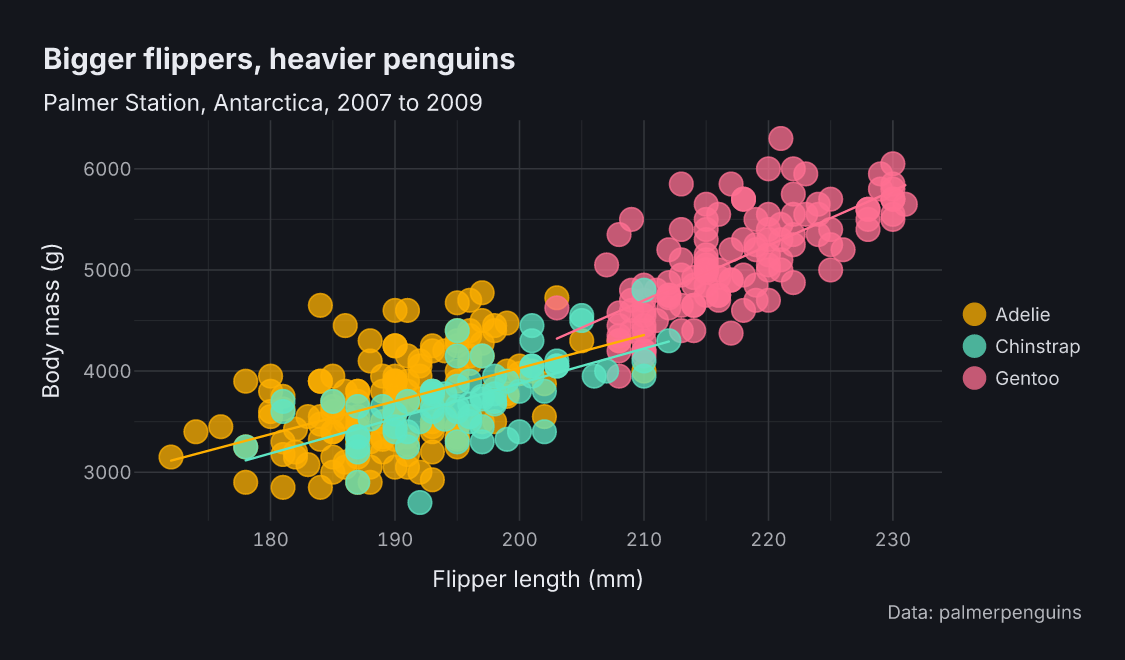 Bigger flippers, heavier penguins
Palmer Station, Antarctica, 2007 to 2009
Body mass (g)
6000
5000
4000
3000
180 190 200 210 220 230
Flipper length (mm)
Adelie
Chinstrap
Gentoo
Data: palmerpenguins